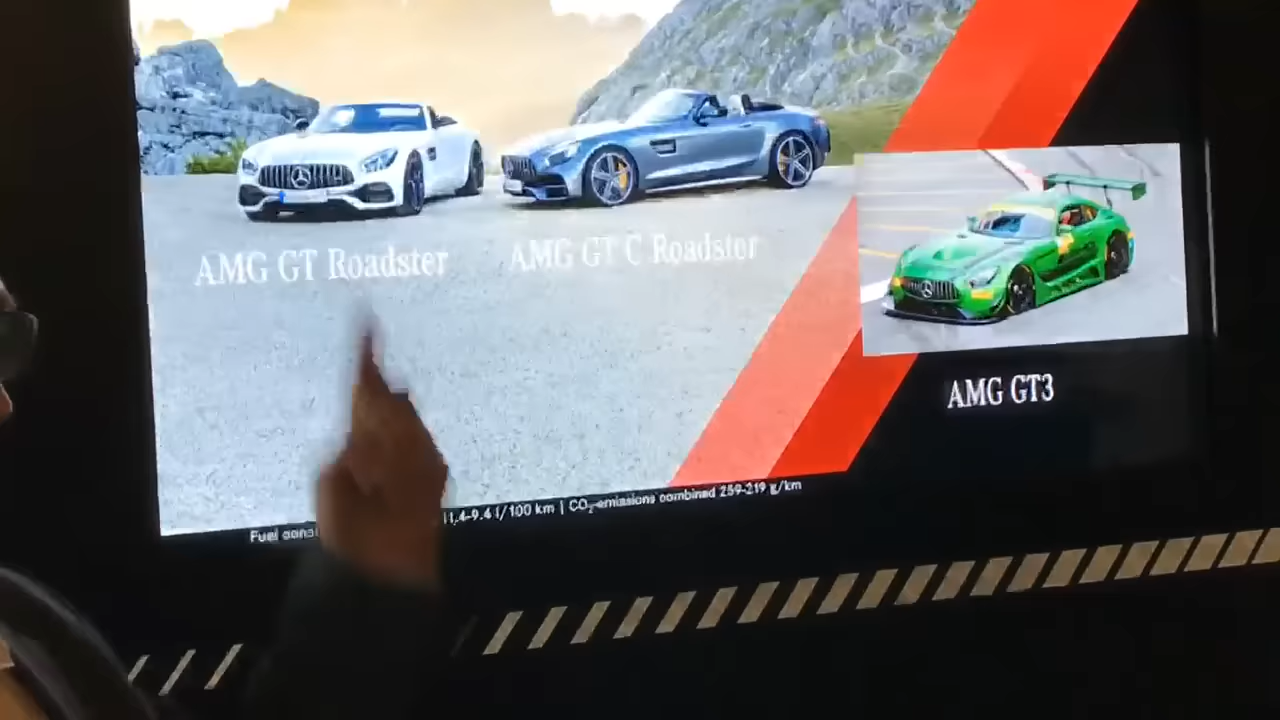 AMG GT Roadster
AMG GT C Roadster
AMG GT3
Fuel 11,4-9.4 l/100 km | CO₂-emissions combined 259-219 g/km